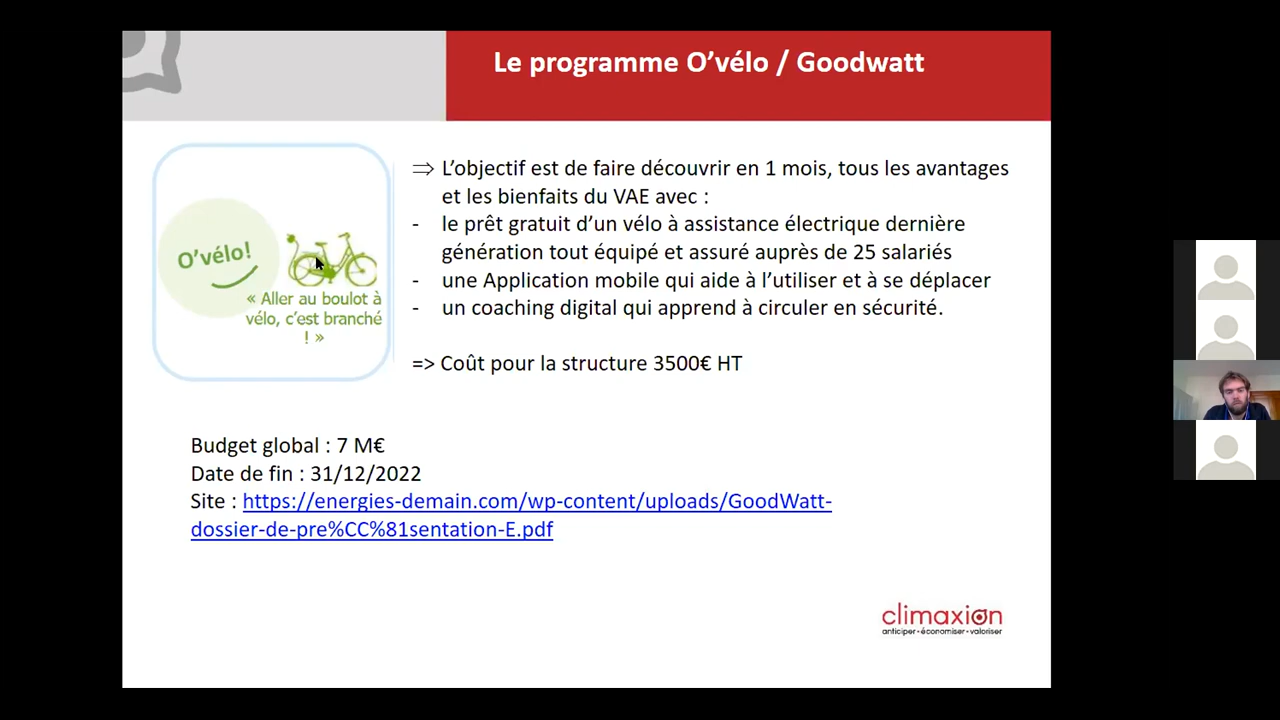 Le programme O’vélo / Goodwatt
O’vélo!
« Aller au boulot à
vélo, c’est branché
! »
⇒ L’objectif est de faire découvrir en 1 mois, tous les avantages
et les bienfaits du VAE avec :
- le prêt gratuit d’un vélo à assistance électrique dernière
génération tout équipé et assuré auprès de 25 salariés
- une Application mobile qui aide à l’utiliser et à se déplacer
- un coaching digital qui apprend à circuler en sécurité.
=> Coût pour la structure 3500€ HT
Budget global : 7 M€
Date de fin : 31/12/2022
Site : https://energies-demain.com/wp-content/uploads/GoodWatt-
dossier-de-pre%CC%81sentation-E.pdf
climaxion
anticiper • économiser • valoriser